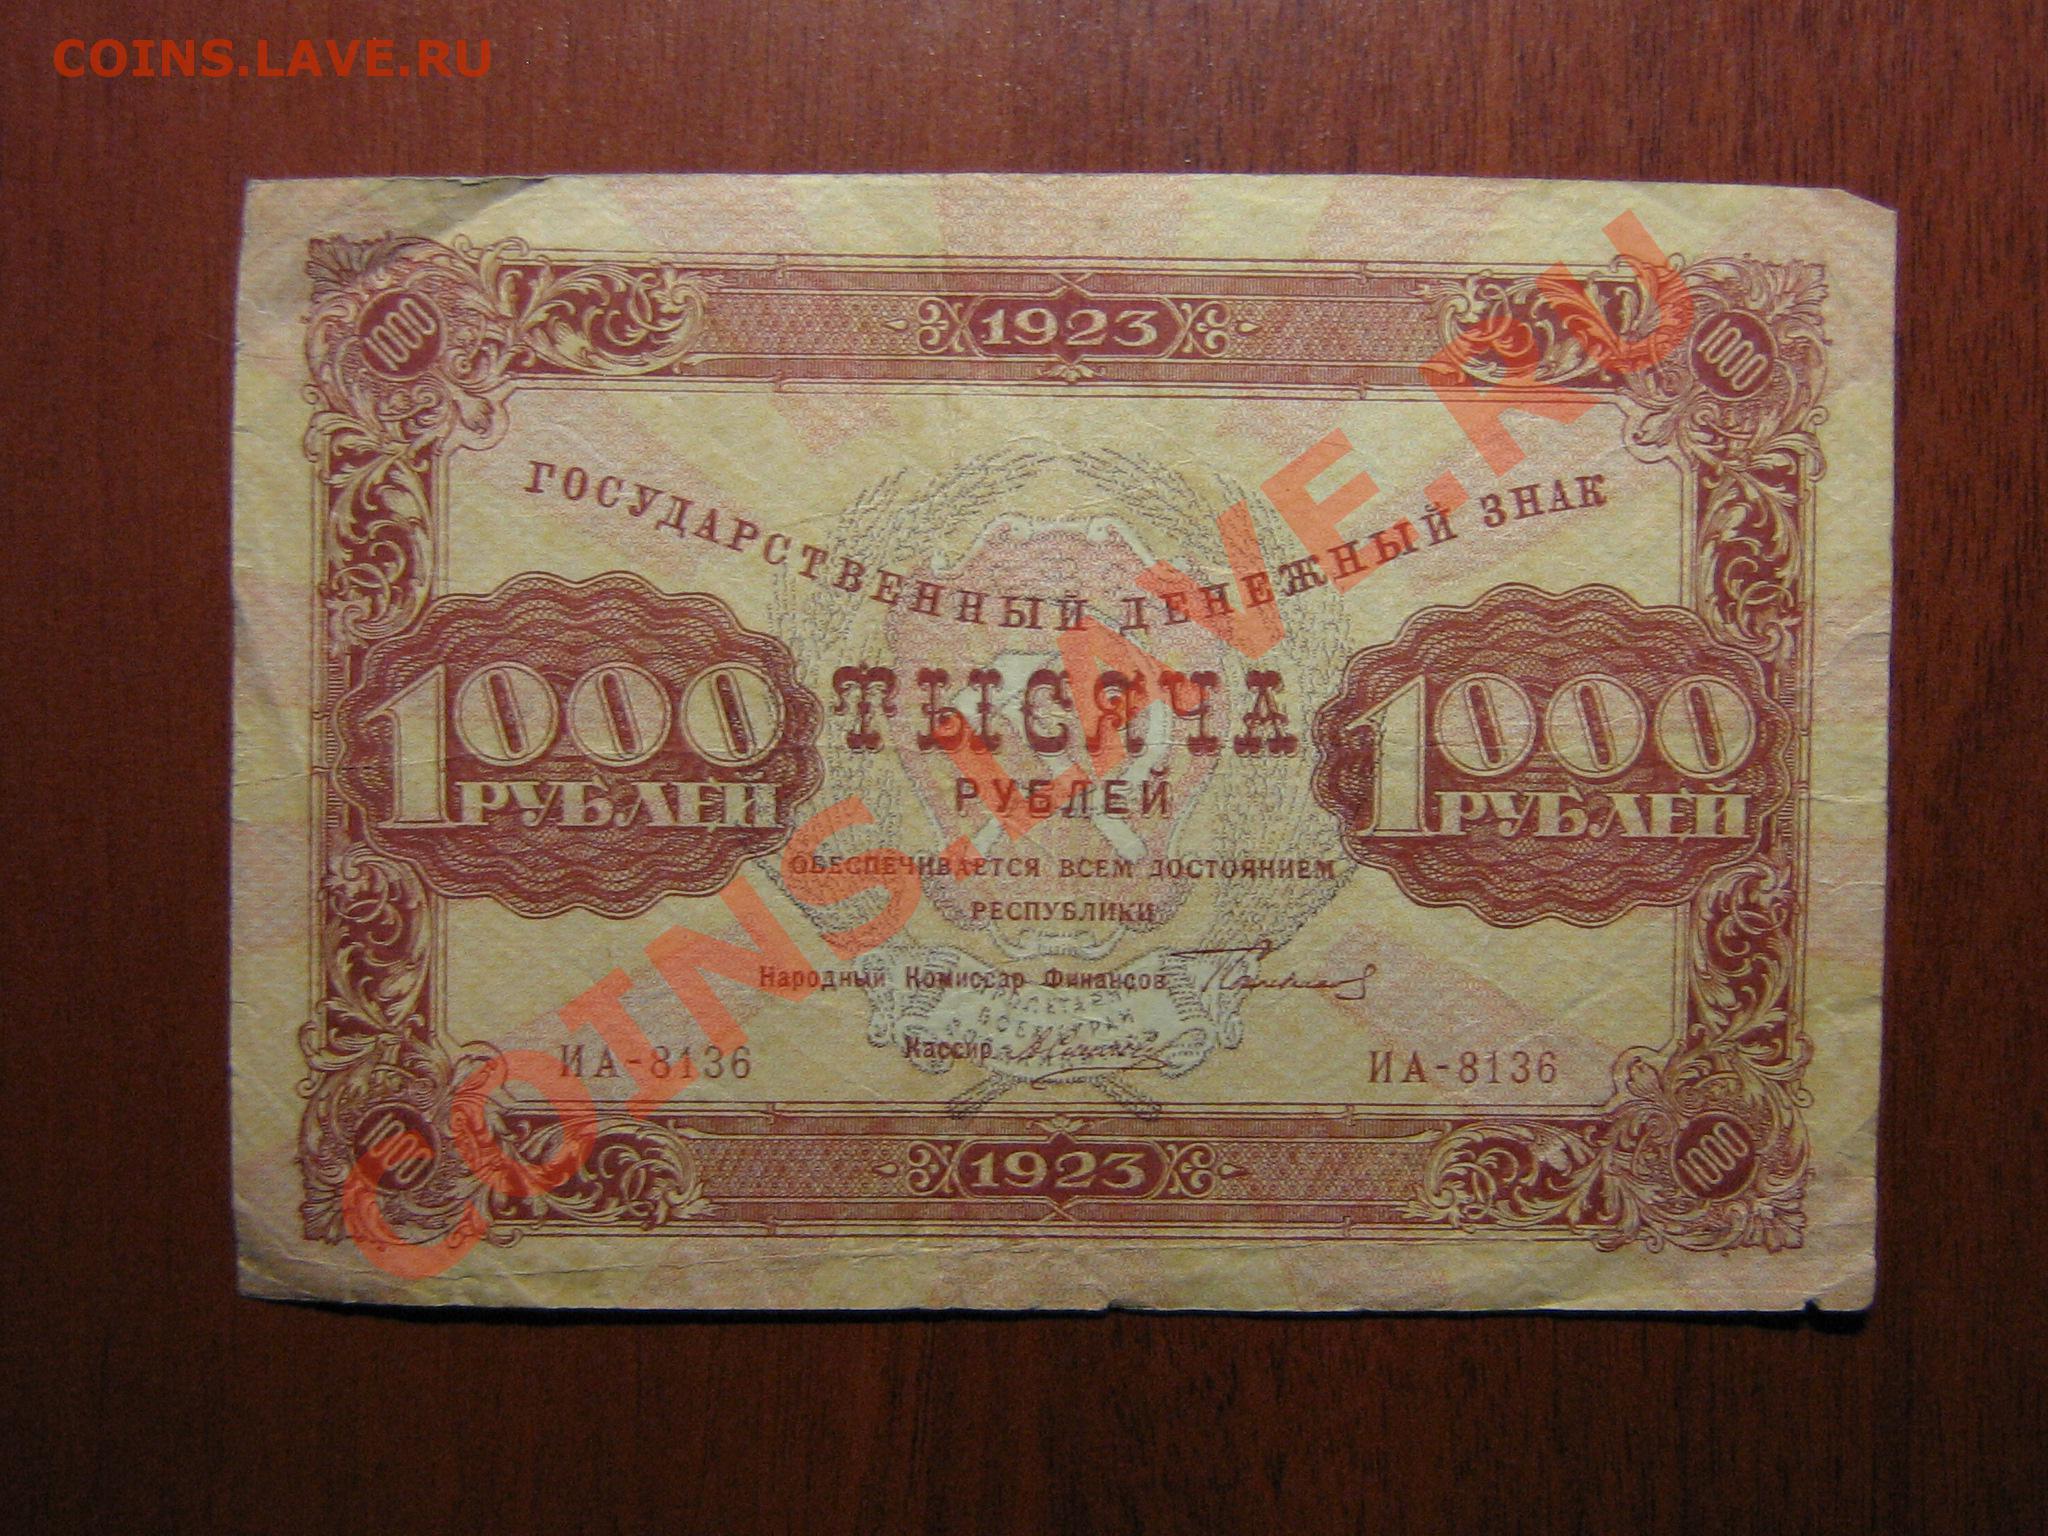 COINS.LAVE.RU
1000
1923
1000
ГОСУДАРСТВЕННЫЙ ДЕНЕЖНЫЙ ЗНАК
1000 РУБЛЕЙ
ТЫСЯЧА
РУБЛЕЙ
1000 РУБЛЕЙ
ОБЕСПЕЧИВАЕТСЯ ВСЕМ ДОСТОЯНИЕМ
РЕСПУБЛИКИ
Народный Комиссар Финансов
Кассир
ИА-8136
ИА-8136
1000
1923
1000
COINS.LAVE.RU